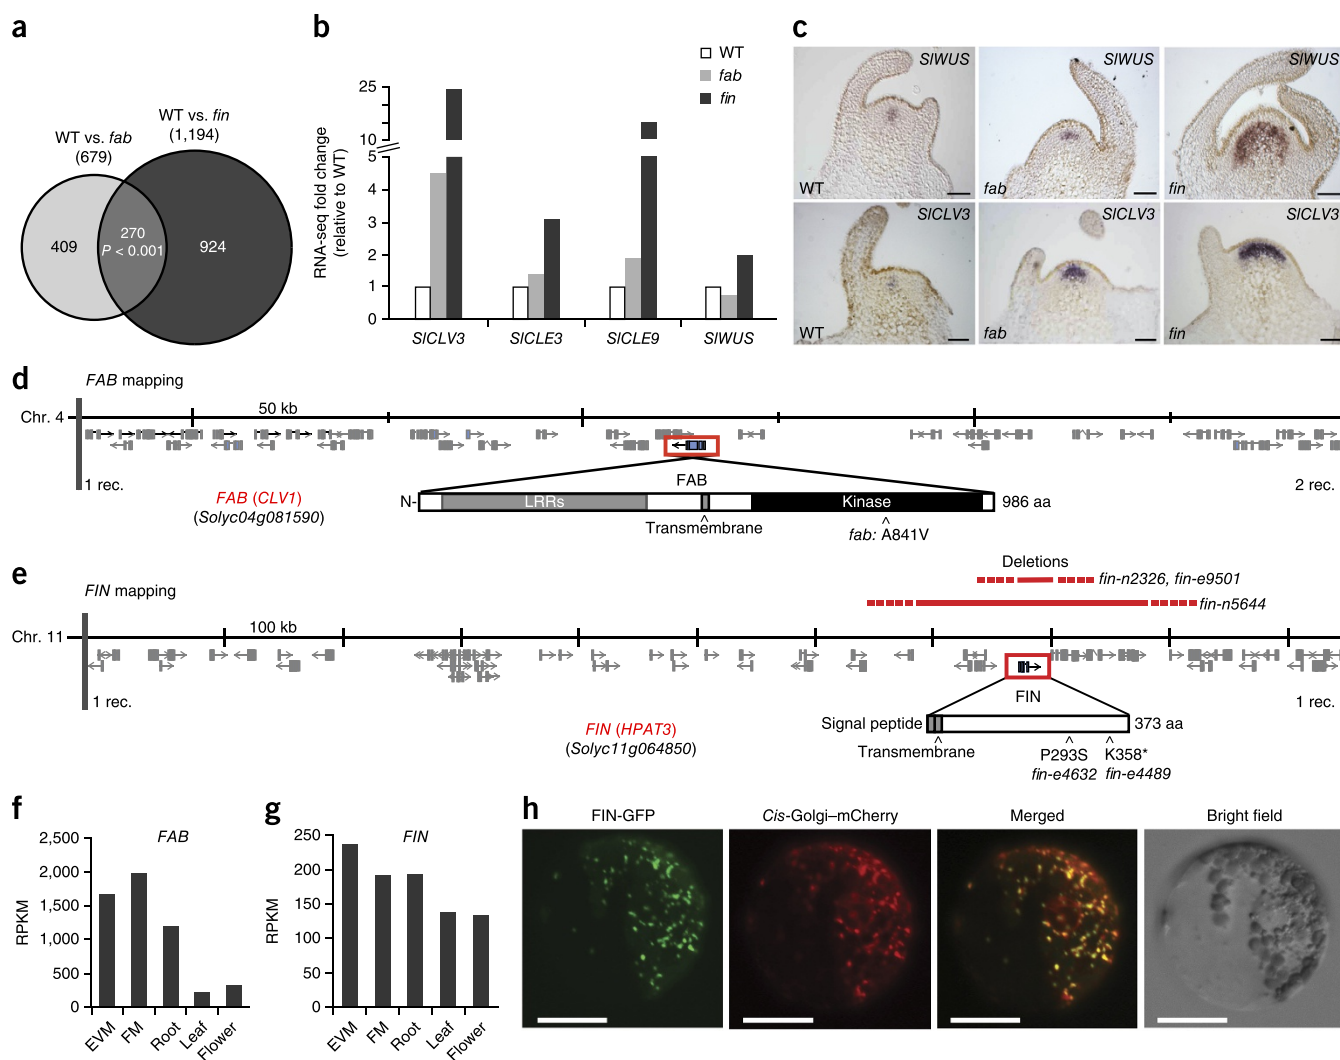 a
WT vs. fab
(679)
WT vs. fin
(1,194)
409
270
P < 0.001
924
b
WT
fab
fin
RNA-seq fold change
(relative to WT)
25
10
5
4
3
2
1
0
SlCLV3
SlCLE3
SlCLE9
SlWUS
c
SlWUS
WT
SlWUS
fab
SlWUS
fin
SlCLV3
WT
SlCLV3
fab
SlCLV3
fin
d
FAB mapping
Chr. 4
50 kb
1 rec.
2 rec.
FAB (CLV1)
(Solyc04g081590)
FAB
N-
LRRs
Kinase
986 aa
Transmembrane
fab: A841V
e
FIN mapping
Deletions
fin-n2326, fin-e9501
fin-n5644
Chr. 11
100 kb
1 rec.
1 rec.
FIN (HPAT3)
(Solyc11g064850)
FIN
Signal peptide
373 aa
Transmembrane
P293S
fin-e4632
K358*
fin-e4489
f
FAB
RPKM
2,500
2,000
1,500
1,000
500
0
EVM
FM
Root
Leaf
Flower
g
FIN
RPKM
250
200
150
100
50
0
EVM
FM
Root
Leaf
Flower
h
FIN-GFP
Cis-Golgi–mCherry
Merged
Bright field